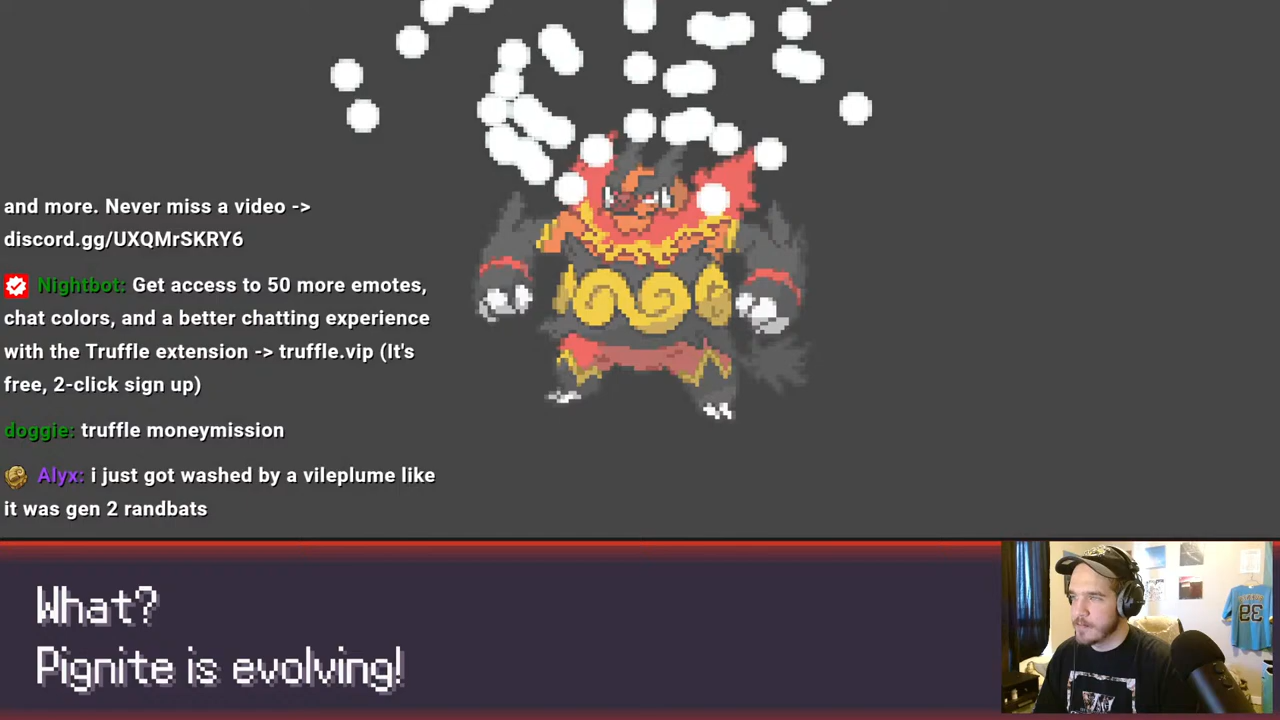 and more. Never miss a video ->
discord.gg/UXQMrSKRY6
Nightbot: Get access to 50 more emotes,
chat colors, and a better chatting experience
with the Truffle extension -> truffle.vip (It's
free, 2-click sign up)
doggie: truffle moneymission
Alyx: i just got washed by a vileplume like
it was gen 2 randbats
What?
Pignite is evolving!